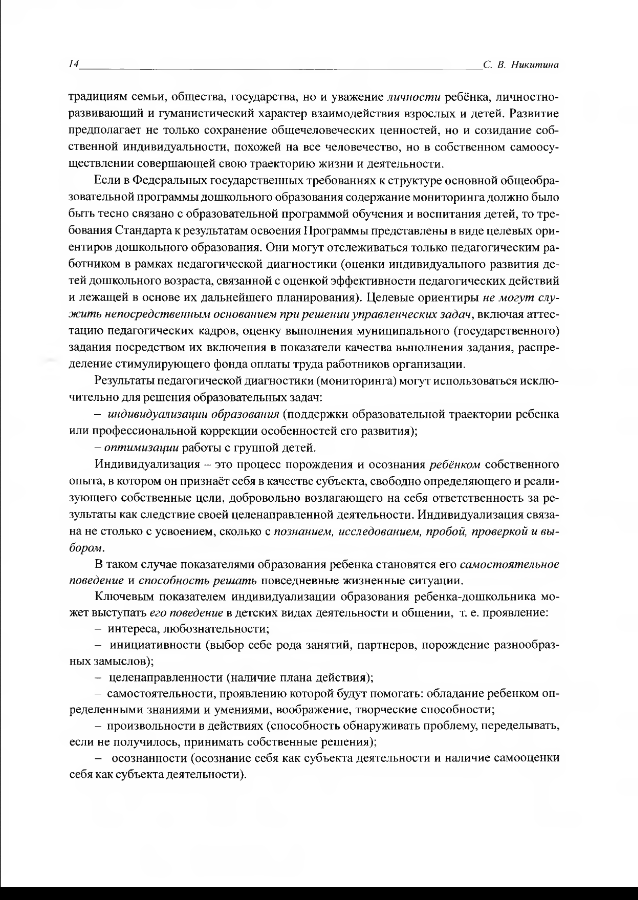 14 С. В. Никитина
традициям семьи, общества, государства, но и уважение личности ребёнка, личностно-
развивающий и гуманистический характер взаимодействия взрослых и детей. Развитие
предполагает не только сохранение общечеловеческих ценностей, но и созидание соб-
ственной индивидуальности, похожей на все человечество, но в собственном самоосу-
ществлении совершающей свою траекторию жизни и деятельности.
Если в Федеральных государственных требованиях к структуре основной общеобра-
зовательной программы дошкольного образования содержание мониторинга должно было
быть тесно связано с образовательной программой обучения и воспитания детей, то тре-
бования Стандарта к результатам освоения Программы представлены в виде целевых ори-
ентиров дошкольного образования. Они могут отслеживаться только педагогическим ра-
ботником в рамках педагогической диагностики (оценки индивидуального развития де-
тей дошкольного возраста, связанной с оценкой эффективности педагогических действий
и лежащей в основе их дальнейшего планирования). Целевые ориентиры не могут слу-
жить непосредственным основанием при решении управленческих задач, включая аттес-
тацию педагогических кадров, оценку выполнения муниципального (государственного)
задания посредством их включения в показатели качества выполнения задания, распре-
деление стимулирующего фонда оплаты труда работников организации.
Результаты педагогической диагностики (мониторинга) могут использоваться исклю-
чительно для решения образовательных задач:
– индивидуализации образования (поддержки образовательной траектории ребенка
или профессиональной коррекции особенностей его развития);
– оптимизации работы с группой детей.
Индивидуализация – это процесс порождения и осознания ребёнком собственного
опыта, в котором он признаёт себя в качестве субъекта, свободно определяющего и реали-
зующего собственные цели, добровольно возлагающего на себя ответственность за ре-
зультаты как следствие своей целенаправленной деятельности. Индивидуализация связа-
на не столько с усвоением, сколько с познанием, исследованием, пробой, проверкой и вы-
бором.
В таком случае показателями образования ребенка становятся его самостоятельное
поведение и способность решать повседневные жизненные ситуации.
Ключевым показателем индивидуализации образования ребенка-дошкольника мо-
жет выступать его поведение в детских видах деятельности и общении, т. е. проявление:
– интереса, любознательности;
– инициативности (выбор себе рода занятий, партнеров, порождение разнообраз-
ных замыслов);
– целенаправленности (наличие плана действия);
– самостоятельности, проявлению которой будут помогать: обладание ребенком оп-
ределенными знаниями и умениями, воображение, творческие способности;
– произвольности в действиях (способность обнаруживать проблему, переделывать,
если не получилось, принимать собственные решения);
– осознанности (осознание себя как субъекта деятельности и наличие самооценки
себя как субъекта деятельности).